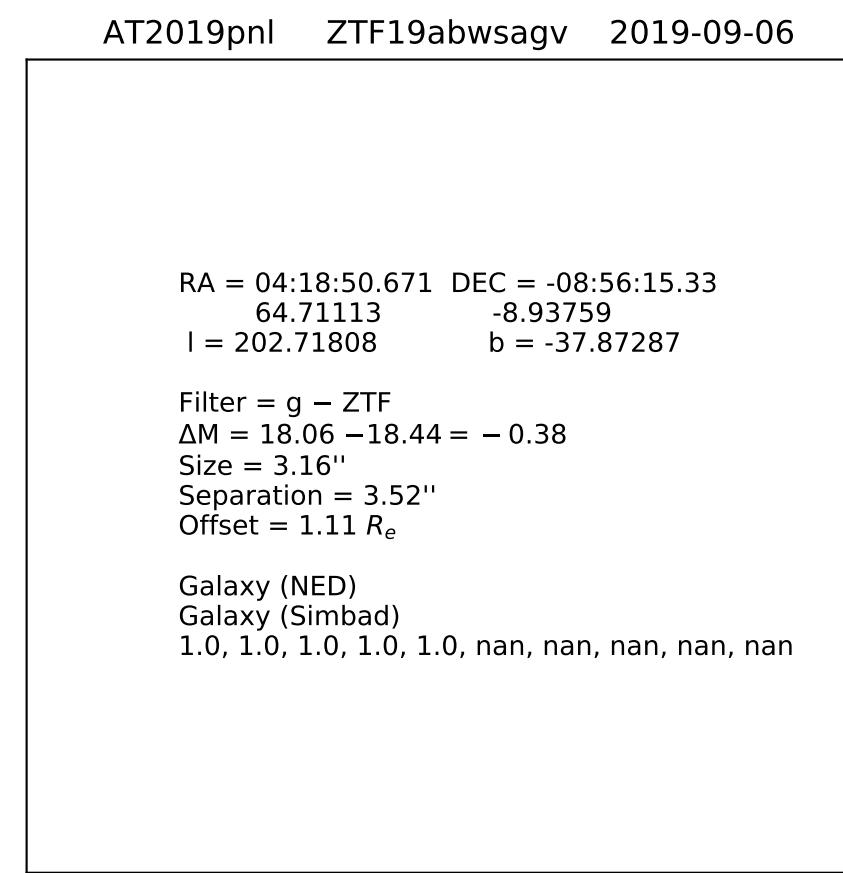 AT2019pnl ZTF19abwsagv 2019-09-06
RA = 04:18:50.671 DEC = -08:56:15.33
64.71113 -8.93759
l = 202.71808 b = -37.87287
Filter = g − ZTF
ΔM = 18.06 −18.44 = − 0.38
Size = 3.16''
Separation = 3.52''
Offset = 1.11 Re
Galaxy (NED)
Galaxy (Simbad)
1.0, 1.0, 1.0, 1.0, 1.0, nan, nan, nan, nan, nan